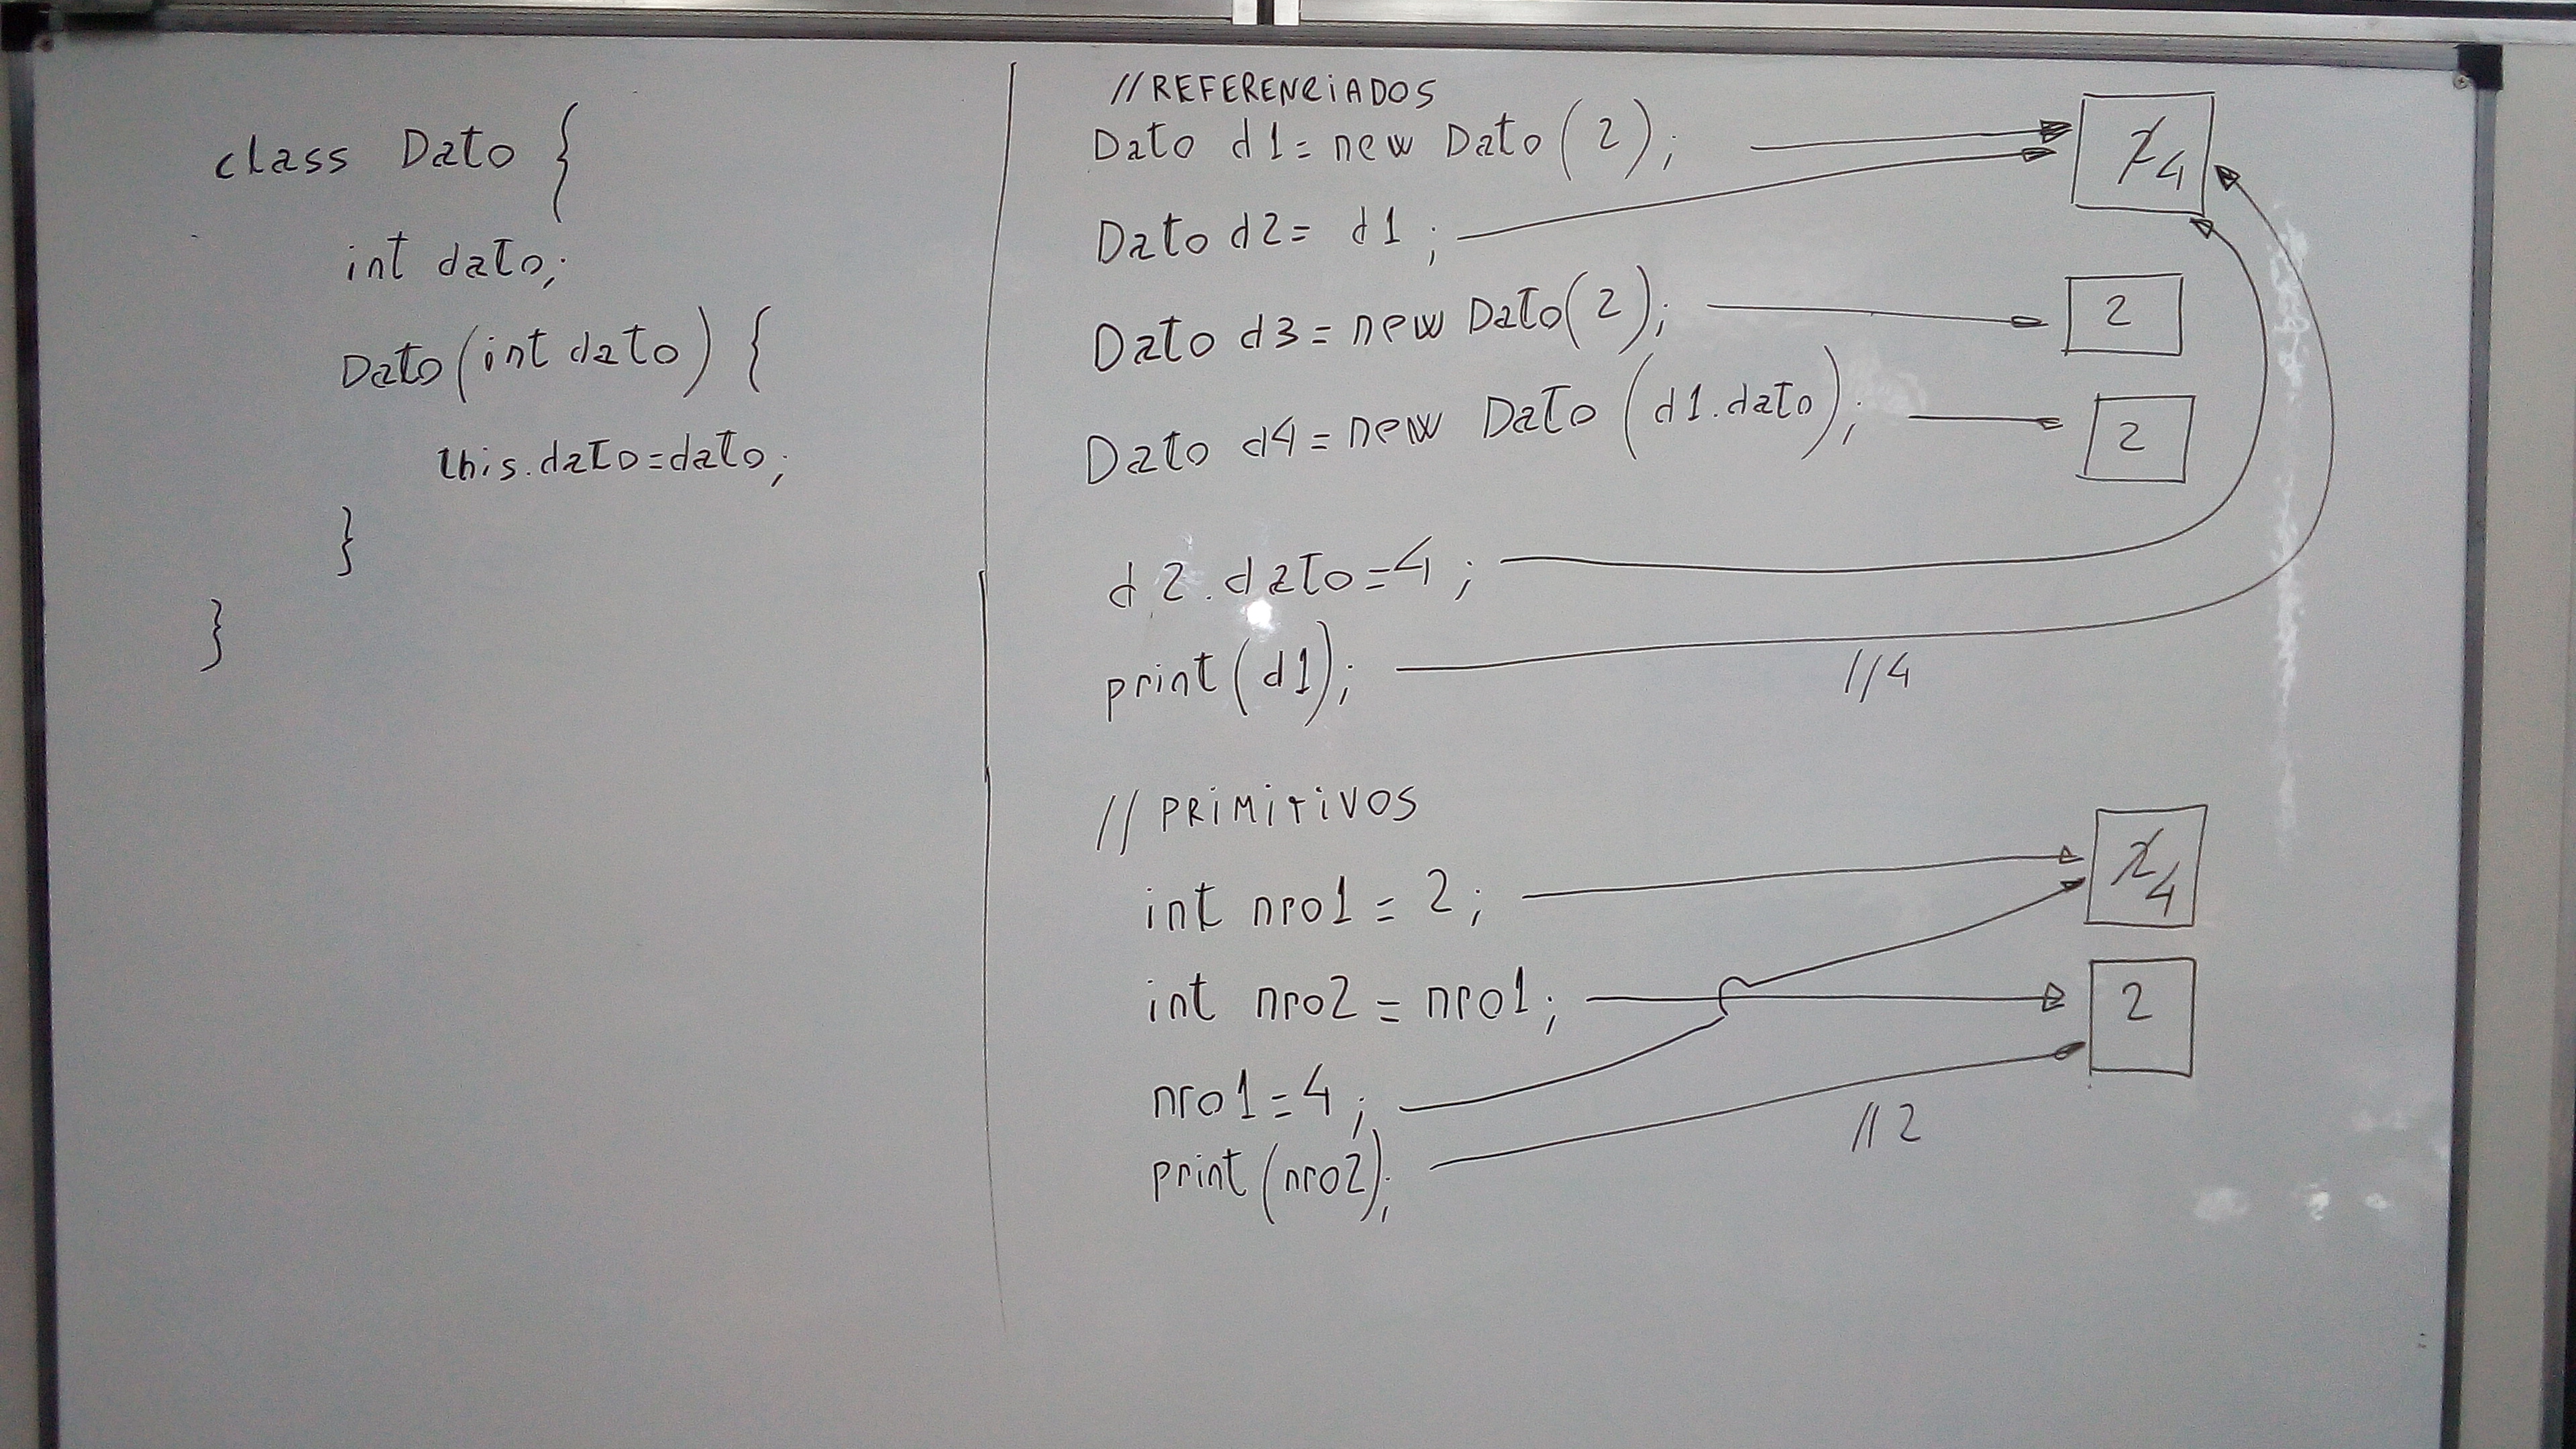 class Dato {
int dato;
Dato(int dato) {
this.dato=dato;
}
}
//REFERENCIADOS
Dato d1= new Dato(2);
Dato d2= d1;
Dato d3=new Dato(2);
Dato d4=new Dato(d1.dato);
d2.dato=4;
print(d1);
//4
2 4
2
2
//PRIMITIVOS
int nro1 = 2;
int nro2 = nro1;
nro1=4;
print(nro2);
//2
2 4
2